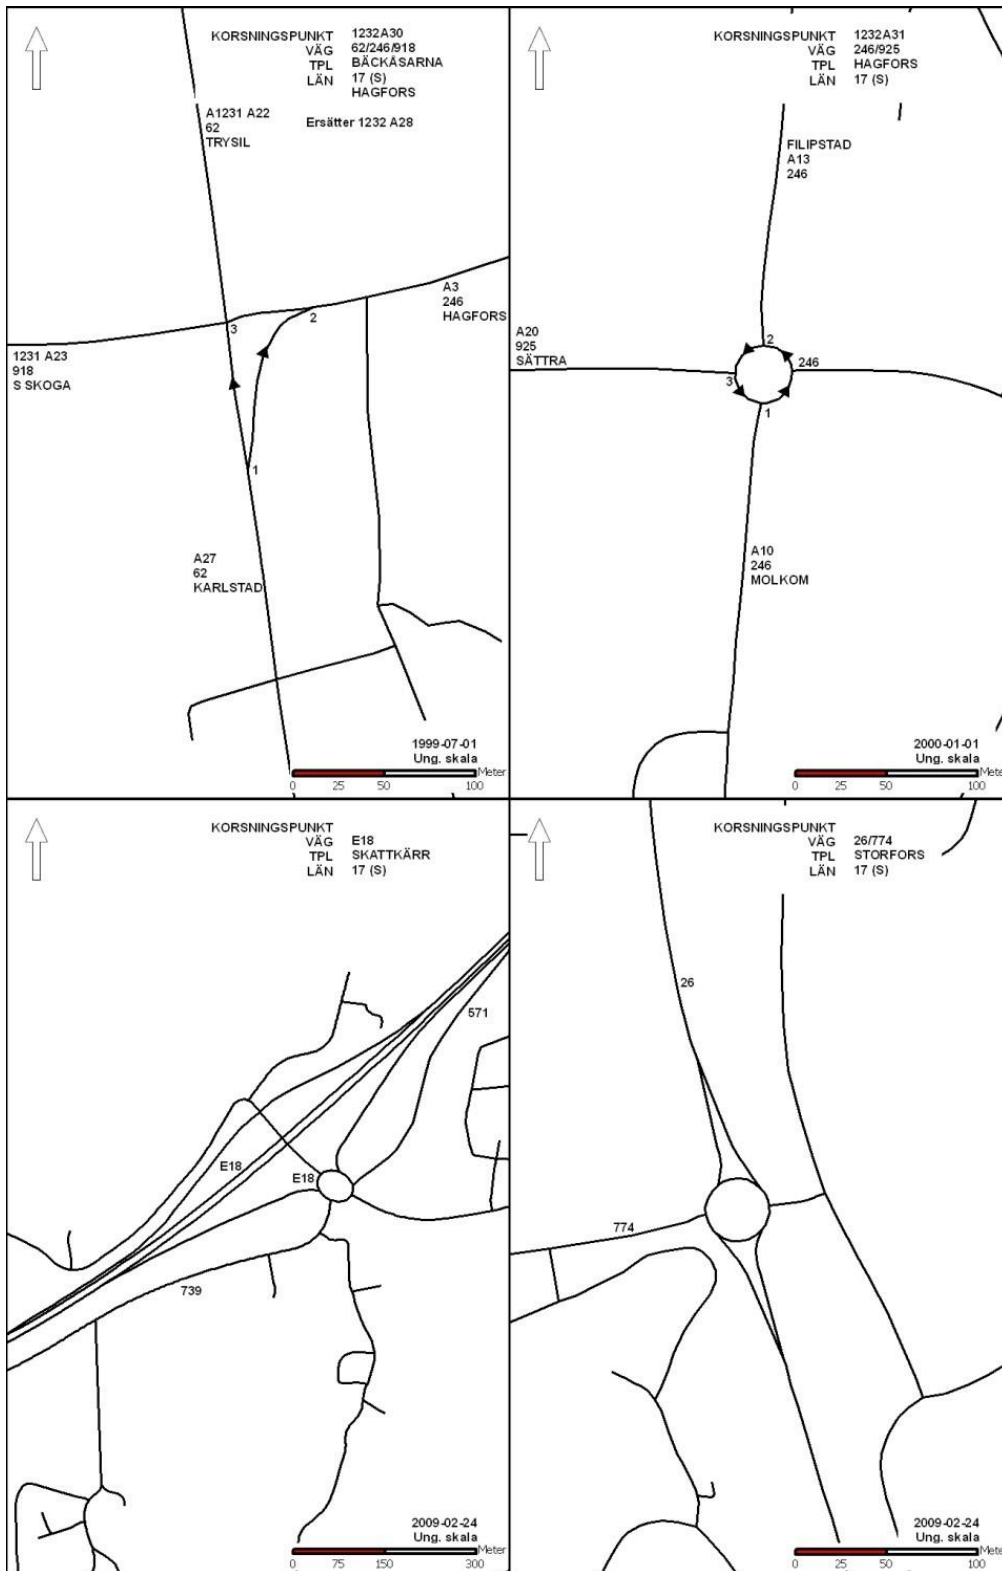 KORSNINGSPUNKT 1232A30
VÄG 62/246/918
TPL BÄCKÅSARNA
LÄN 17 (S)
HAGFORS
A1231 A22
62
TRYSIL
Ersätter 1232 A28
A3
246
HAGFORS
3
2
1231 A23
918
S SKOGA
1
A27
62
KARLSTAD
1999-07-01
Ung. skala
Meter
0 25 50 100
KORSNINGSPUNKT 1232A31
VÄG 246/925
TPL HAGFORS
LÄN 17 (S)
FILIPSTAD
A13
246
A20
925
SÄTTRA
2
246
3
1
A10
246
MOLKOM
2000-01-01
Ung. skala
Mete
0 25 50 100
KORSNINGSPUNKT
VÄG E18
TPL SKATTKÄRR
LÄN 17 (S)
571
E18
E18
739
2009-02-24
Ung. skala
Meter
0 75 150 300
KORSNINGSPUNKT
VÄG 26/774
TPL STORFORS
LÄN 17 (S)
26
774
2009-02-24
Ung. skala
Mete
0 25 50 100